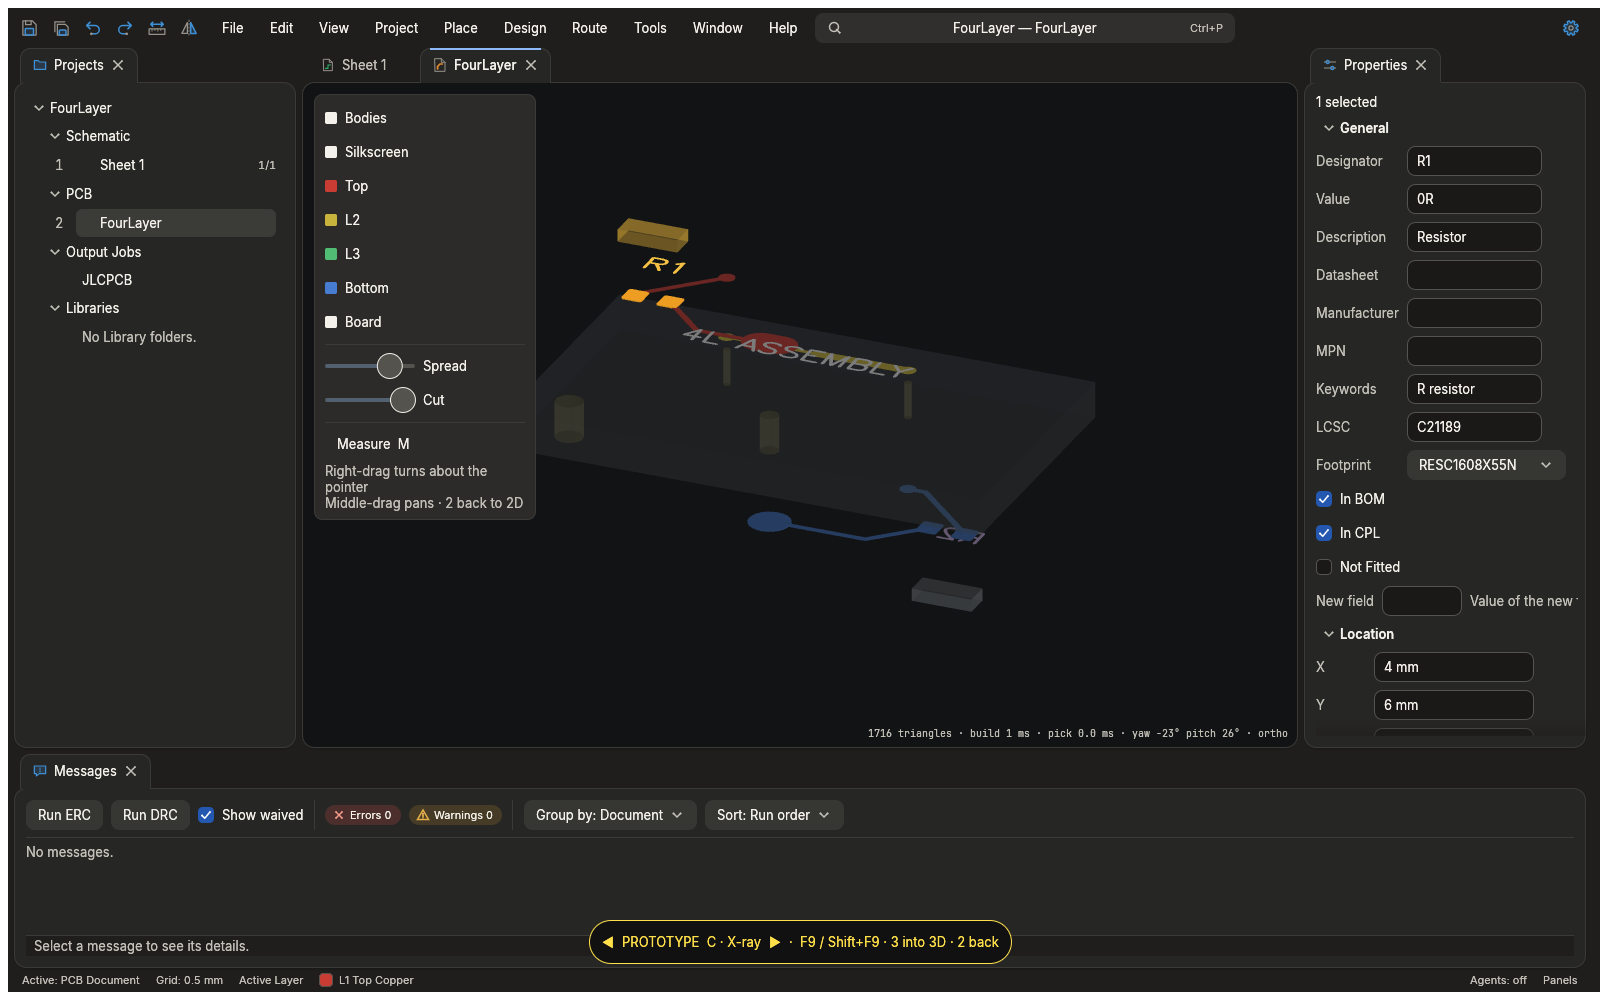 File Edit View Project Place Design Route Tools Window Help
FourLayer — FourLayer Ctrl+P
Projects
Sheet 1
FourLayer
Properties
FourLayer
Schematic
1 Sheet 1 1/1
PCB
2 FourLayer
Output Jobs
JLCPCB
Libraries
No Library folders.
Bodies
Silkscreen
Top
L2
L3
Bottom
Board
Spread
Cut
Measure M
Right-drag turns about the
pointer
Middle-drag pans · 2 back to 2D
R1
4L ASSEMBLY
R2
1716 triangles · build 1 ms · pick 0.0 ms · yaw -23° pitch 26° · ortho
1 selected
General
Designator R1
Value 0R
Description Resistor
Datasheet
Manufacturer
MPN
Keywords R resistor
LCSC C21189
Footprint RESC1608X55N
In BOM
In CPL
Not Fitted
New field Value of the new
Location
X 4 mm
Y 6 mm
Messages
Run ERC Run DRC Show waived Errors 0 Warnings 0 Group by: Document Sort: Run order
No messages.
Select a message to see its details.
◀ PROTOTYPE C · X-ray ▶ · F9 / Shift+F9 · 3 into 3D · 2 back
Active: PCB Document Grid: 0.5 mm Active Layer L1 Top Copper Agents: off Panels